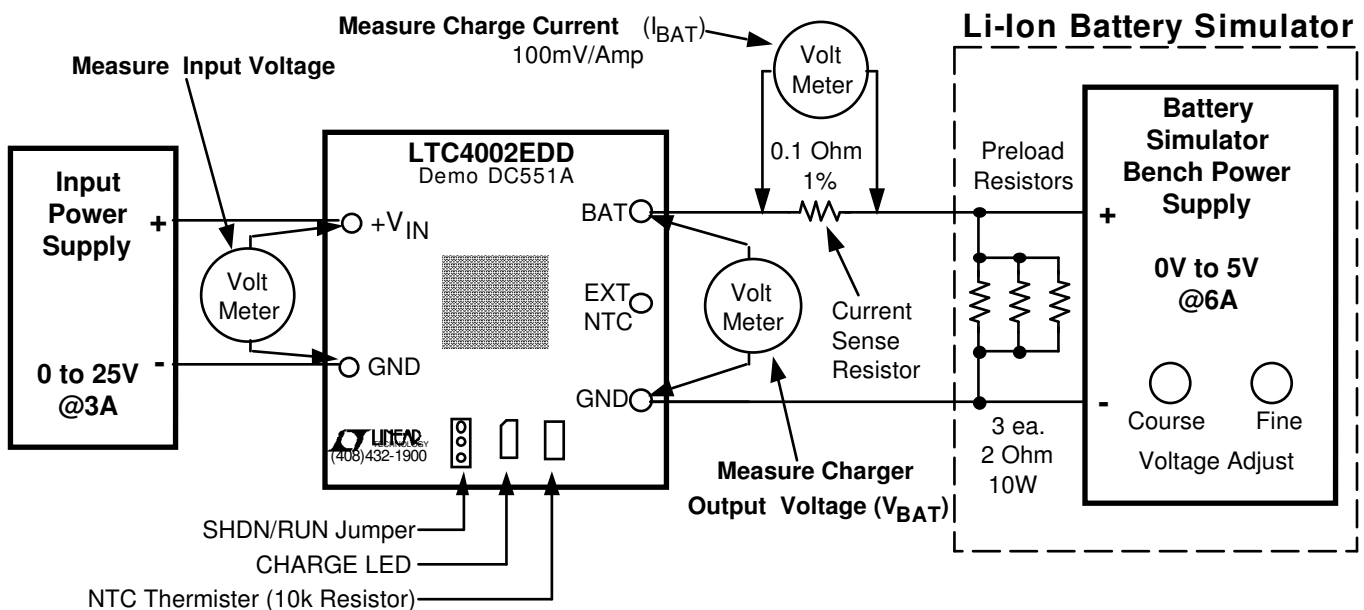 Measure Charge Current (IBAT)
100mV/Amp
Li-Ion Battery Simulator
Measure Input Voltage
Volt
Meter
LTC4002EDD
Demo DC551A
0.1 Ohm
1%
Preload
Resistors
Battery
Simulator
Bench Power
Supply
Input
Power
Supply
+
+VIN
BAT
+
Volt
Meter
EXT
NTC
Volt
Meter
Current
Sense
Resistor
0V to 5V
@6A
0 to 25V
@3A
-
GND
GND
-
Course
Fine
Voltage Adjust
3 ea.
2 Ohm
10W
LINEAR
TECHNOLOGY
(408)432-1900
Measure Charger
Output Voltage (VBAT)
SHDN/RUN Jumper
CHARGE LED
NTC Thermister (10k Resistor)